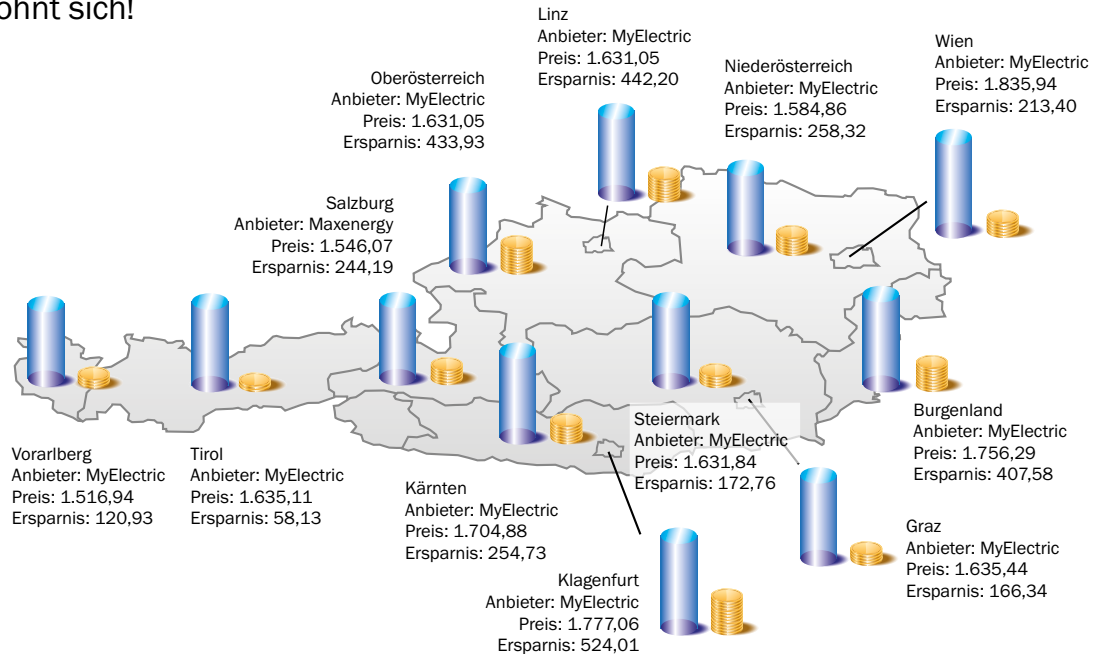 ohnt sich!
Linz
Anbieter: MyElectric
Preis: 1.631,05
Ersparnis: 442,20
Wien
Anbieter: MyElectric
Preis: 1.835,94
Ersparnis: 213,40
Niederösterreich
Anbieter: MyElectric
Preis: 1.584,86
Ersparnis: 258,32
Oberösterreich
Anbieter: MyElectric
Preis: 1.631,05
Ersparnis: 433,93
Salzburg
Anbieter: Maxenergy
Preis: 1.546,07
Ersparnis: 244,19
Vorarlberg
Anbieter: MyElectric
Preis: 1.516,94
Ersparnis: 120,93
Tirol
Anbieter: MyElectric
Preis: 1.635,11
Ersparnis: 58,13
Kärnten
Anbieter: MyElectric
Preis: 1.704,88
Ersparnis: 254,73
Steiermark
Anbieter: MyElectric
Preis: 1.631,84
Ersparnis: 172,76
Burgenland
Anbieter: MyElectric
Preis: 1.756,29
Ersparnis: 407,58
Graz
Anbieter: MyElectric
Preis: 1.635,44
Ersparnis: 166,34
Klagenfurt
Anbieter: MyElectric
Preis: 1.777,06
Ersparnis: 524,01